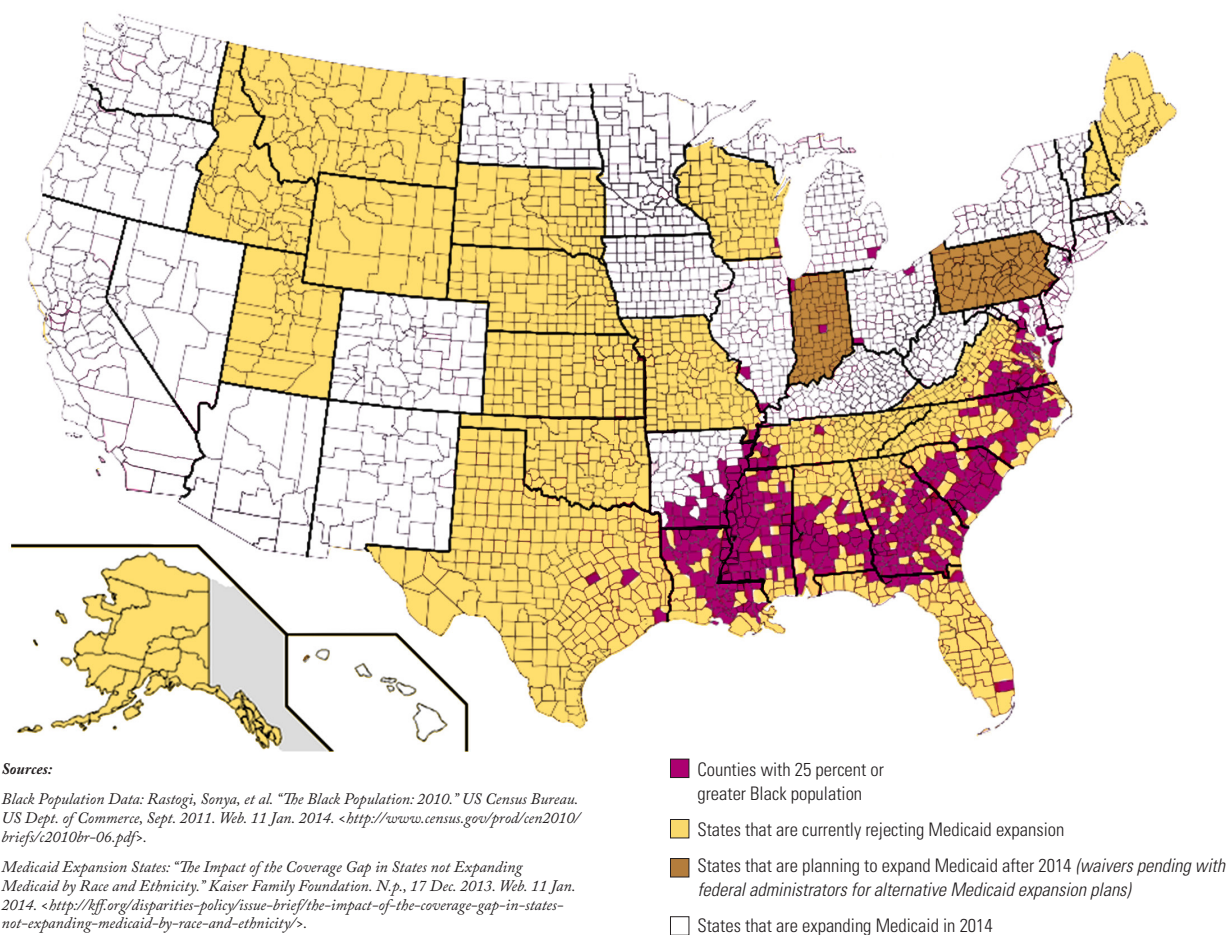 Sources:
Black Population Data: Rastogi, Sonya, et al. “The Black Population: 2010.” US Census Bureau.
US Dept. of Commerce, Sept. 2011. Web. 11 Jan. 2014. <http://www.census.gov/prod/cen2010/
briefs/c2010br-06.pdf>.
Medicaid Expansion States: “The Impact of the Coverage Gap in States not Expanding
Medicaid by Race and Ethnicity.” Kaiser Family Foundation. N.p., 17 Dec. 2013. Web. 11 Jan.
2014. <http://kff.org/disparities-policy/issue-brief/the-impact-of-the-coverage-gap-in-states-
not-expanding-medicaid-by-race-and-ethnicity/>.
Counties with 25 percent or
greater Black population
States that are currently rejecting Medicaid expansion
States that are planning to expand Medicaid after 2014 (waivers pending with
federal administrators for alternative Medicaid expansion plans)
States that are expanding Medicaid in 2014